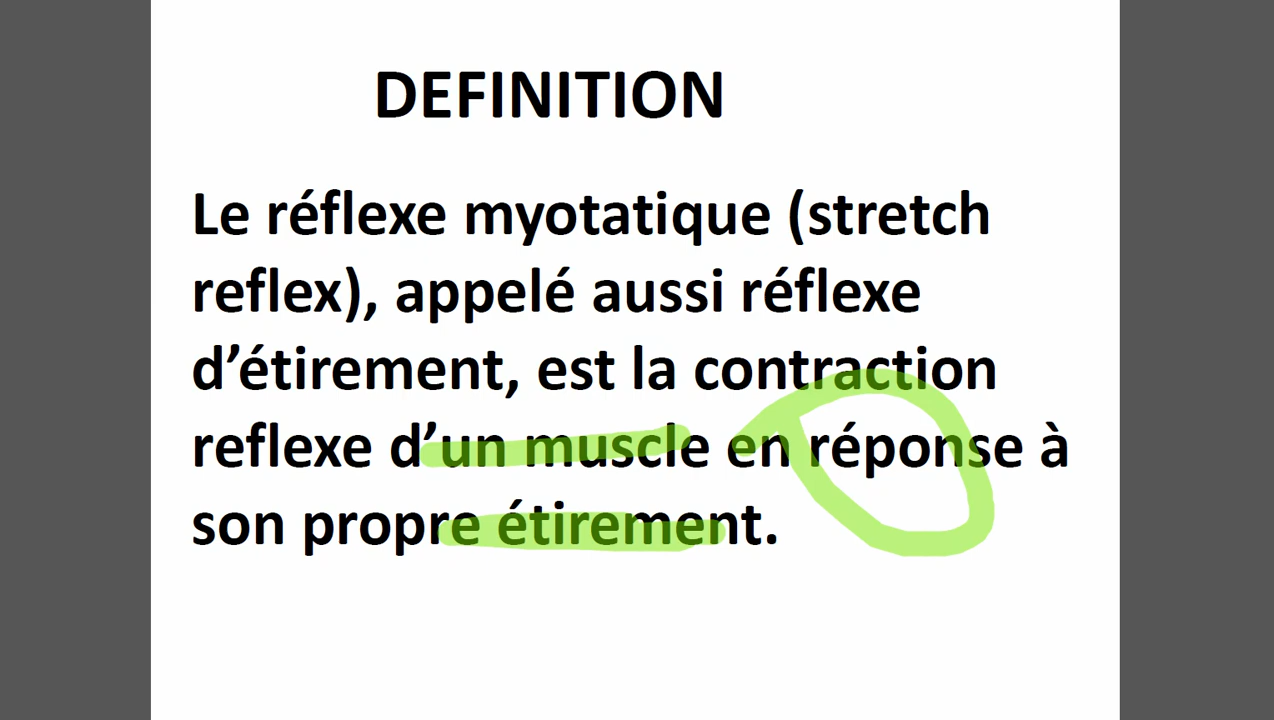 DEFINITION
Le réflexe myotatique (stretch
reflex), appelé aussi réflexe
d’étirement, est la contraction
reflexe d’un muscle en réponse à
son propre étirement.